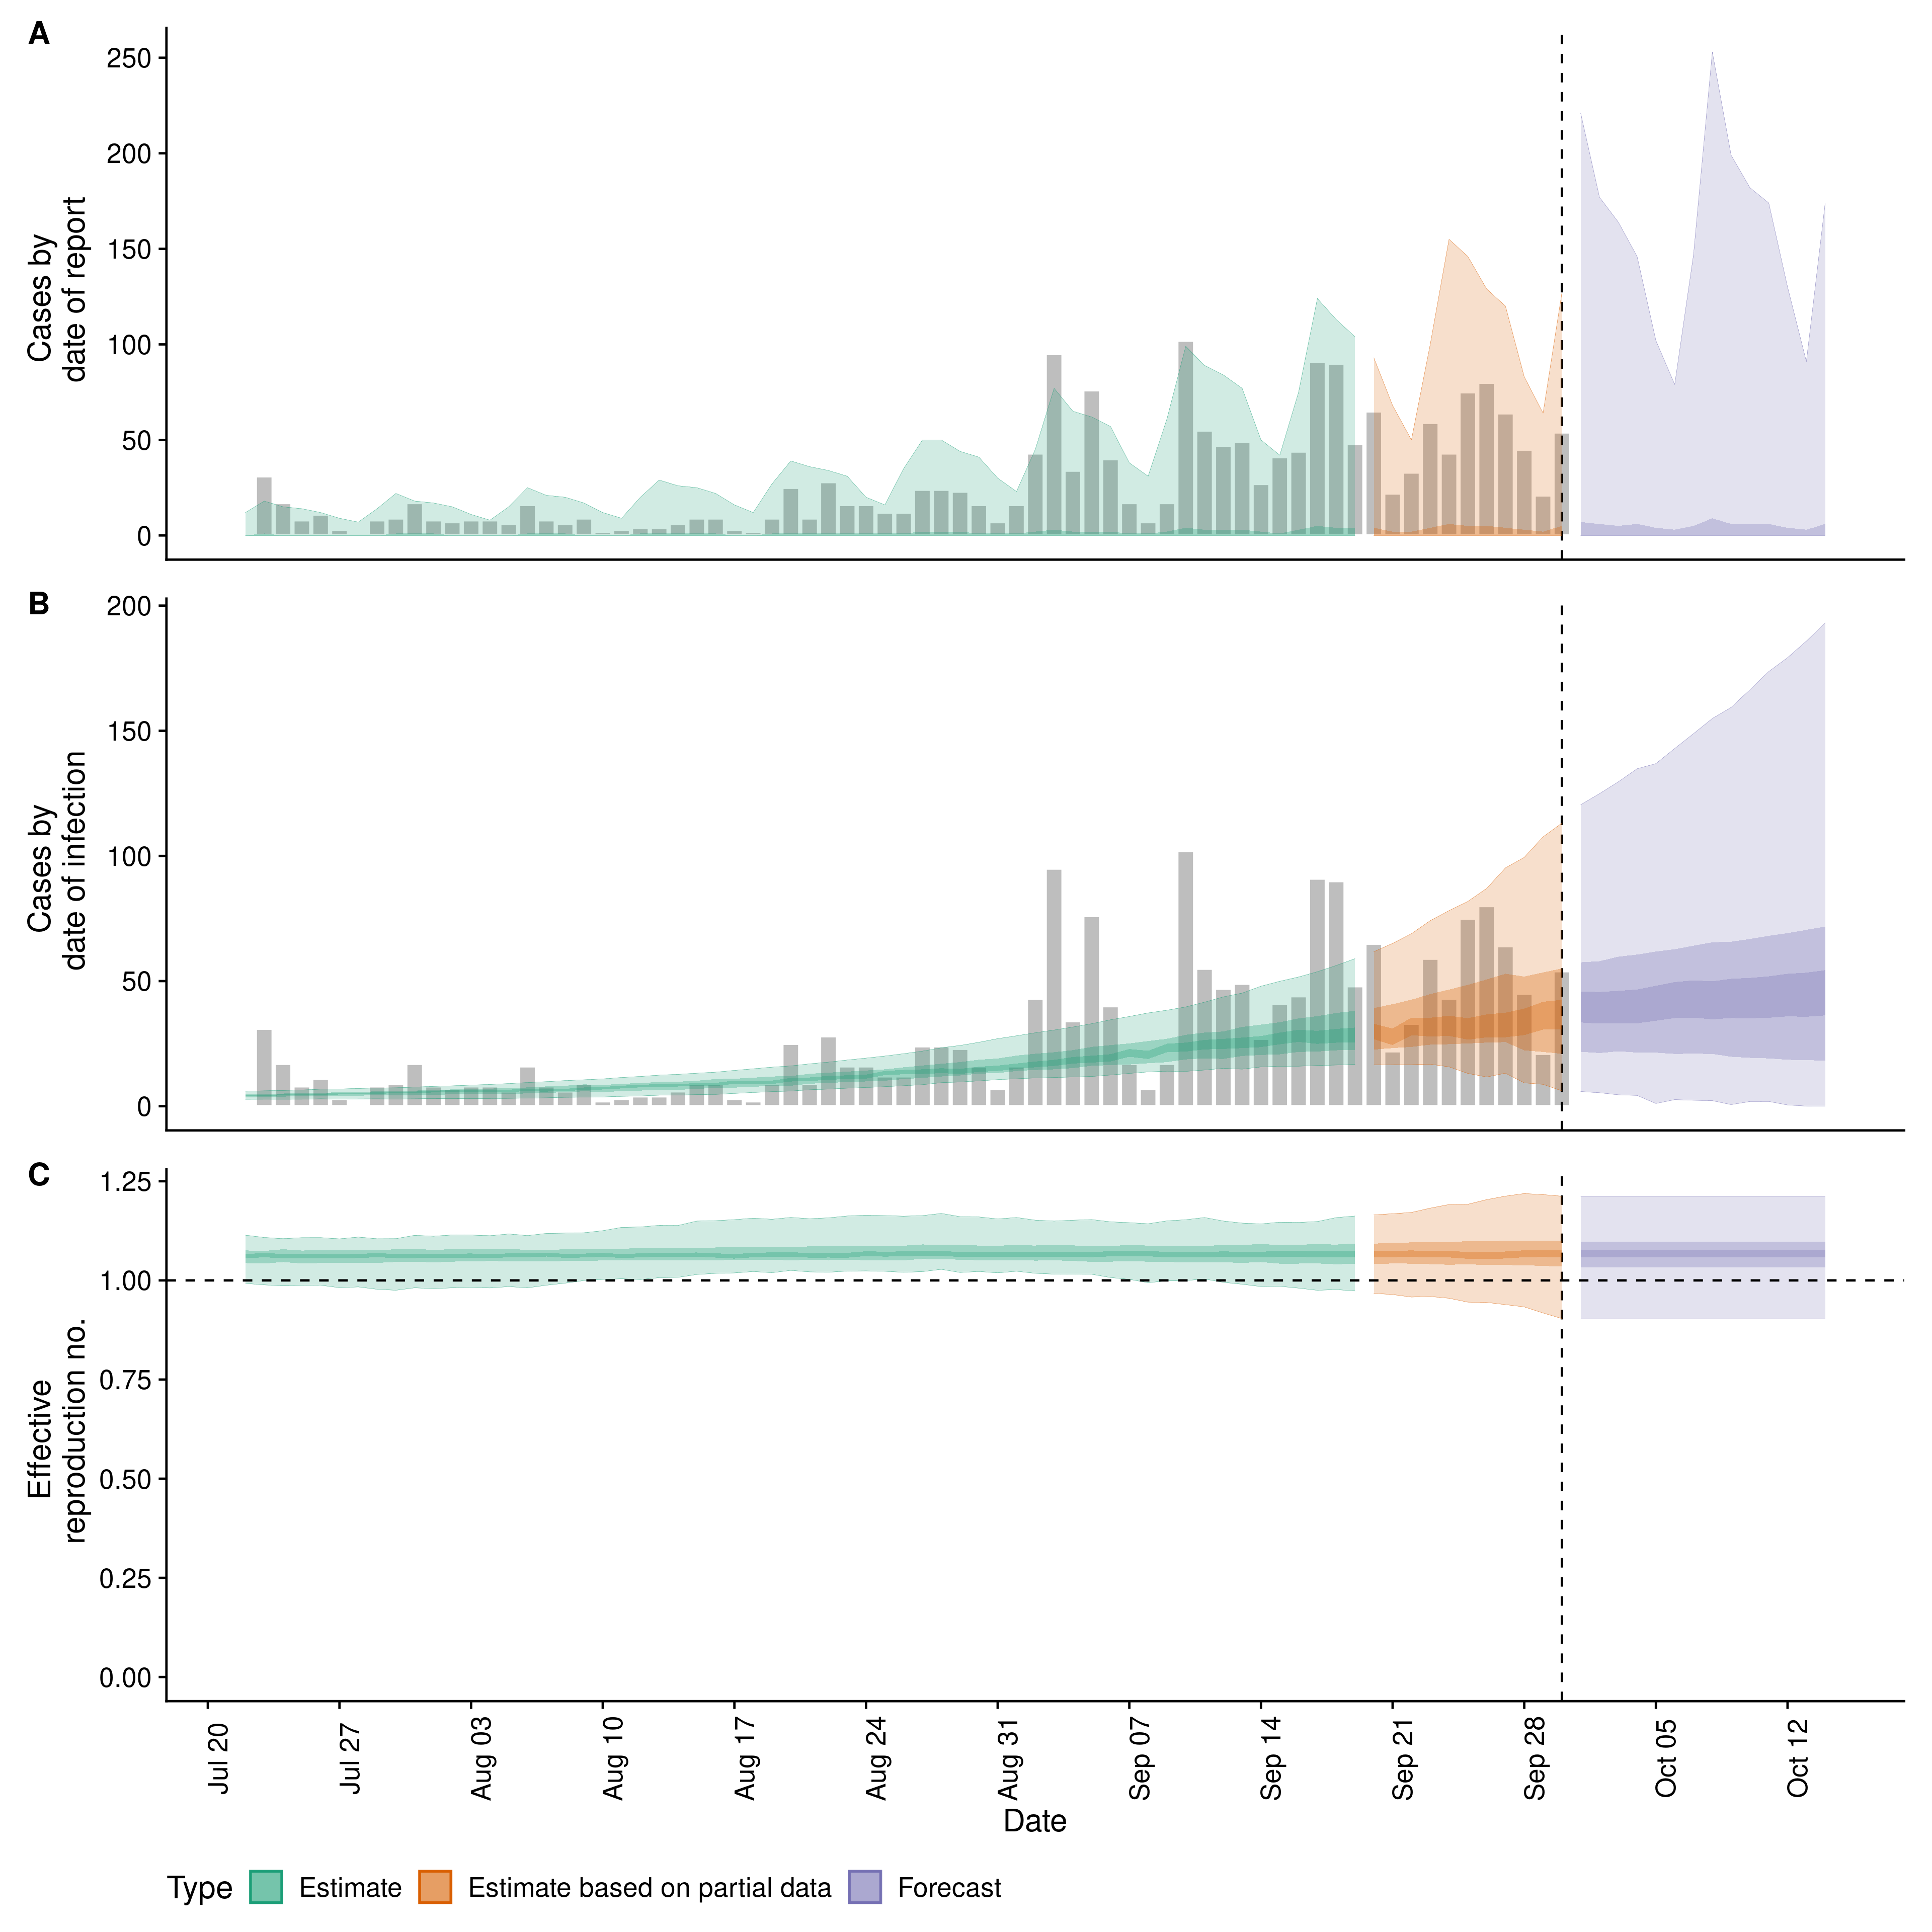 A
250
200
150
100
50
0
Cases by
date of report
B
200
150
100
50
0
Cases by
date of infection
C
1.25
1.00
0.75
0.50
0.25
0.00
Effective
reproduction no.
Jul 20
Jul 27
Aug 03
Aug 10
Aug 17
Aug 24
Aug 31
Sep 07
Sep 14
Sep 21
Sep 28
Oct 05
Oct 12
Date
Type Estimate Estimate based on partial data Forecast